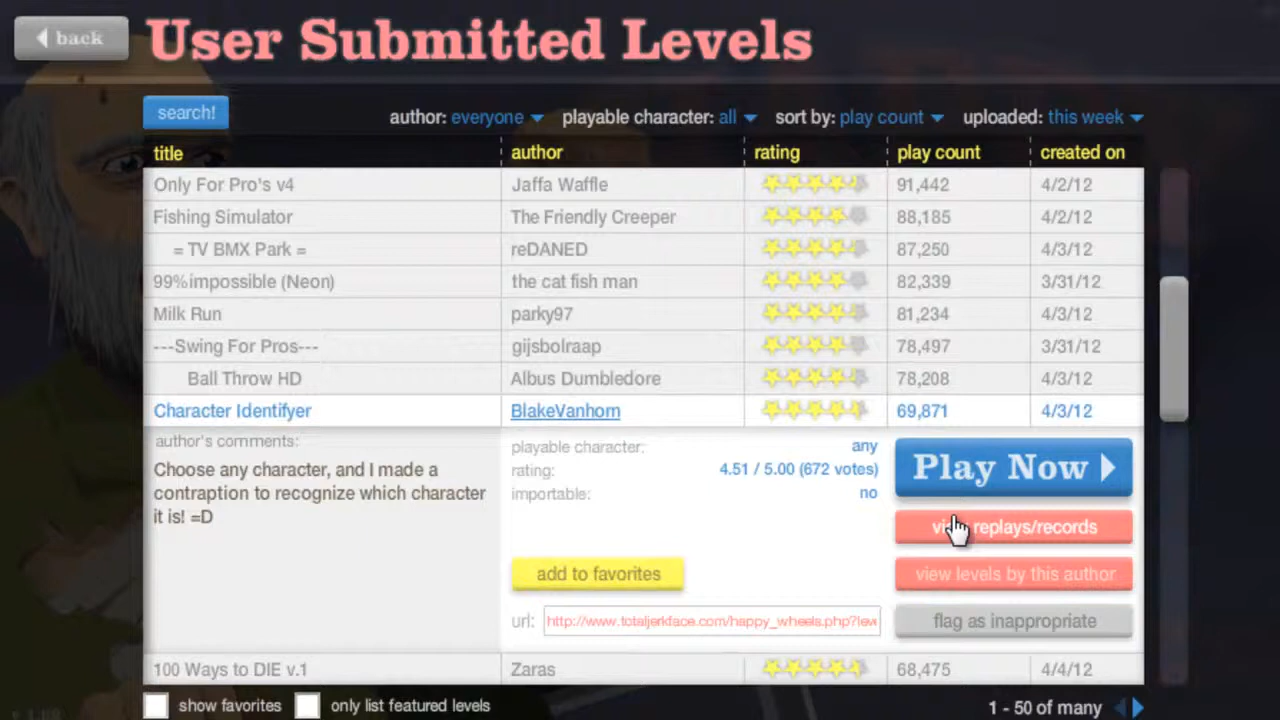 back
User Submitted Levels
search!
author: everyone playable character: all sort by: play count uploaded: this week
title author rating play count created on
Only For Pro's v4 Jaffa Waffle 91,442 4/2/12
Fishing Simulator The Friendly Creeper 88,185 4/2/12
= TV BMX Park = reDANED 87,250 4/3/12
99%impossible (Neon) the cat fish man 82,339 3/31/12
Milk Run parky97 81,234 4/3/12
---Swing For Pros--- gijsbolraap 78,497 3/31/12
Ball Throw HD Albus Dumbledore 78,208 4/3/12
Character Identifyer BlakeVanhorn 69,871 4/3/12
author's comments:
Choose any character, and I made a
contraption to recognize which character
it is! =D
playable character: any
rating: 4.51 / 5.00 (672 votes)
importable: no
add to favorites
url: http://www.totaljerkface.com/happy_wheels.php?leve
Play Now
replays/records
view levels by this author
flag as inappropriate
100 Ways to DIE v.1 Zaras 68,475 4/4/12
show favorites only list featured levels 1 - 50 of many